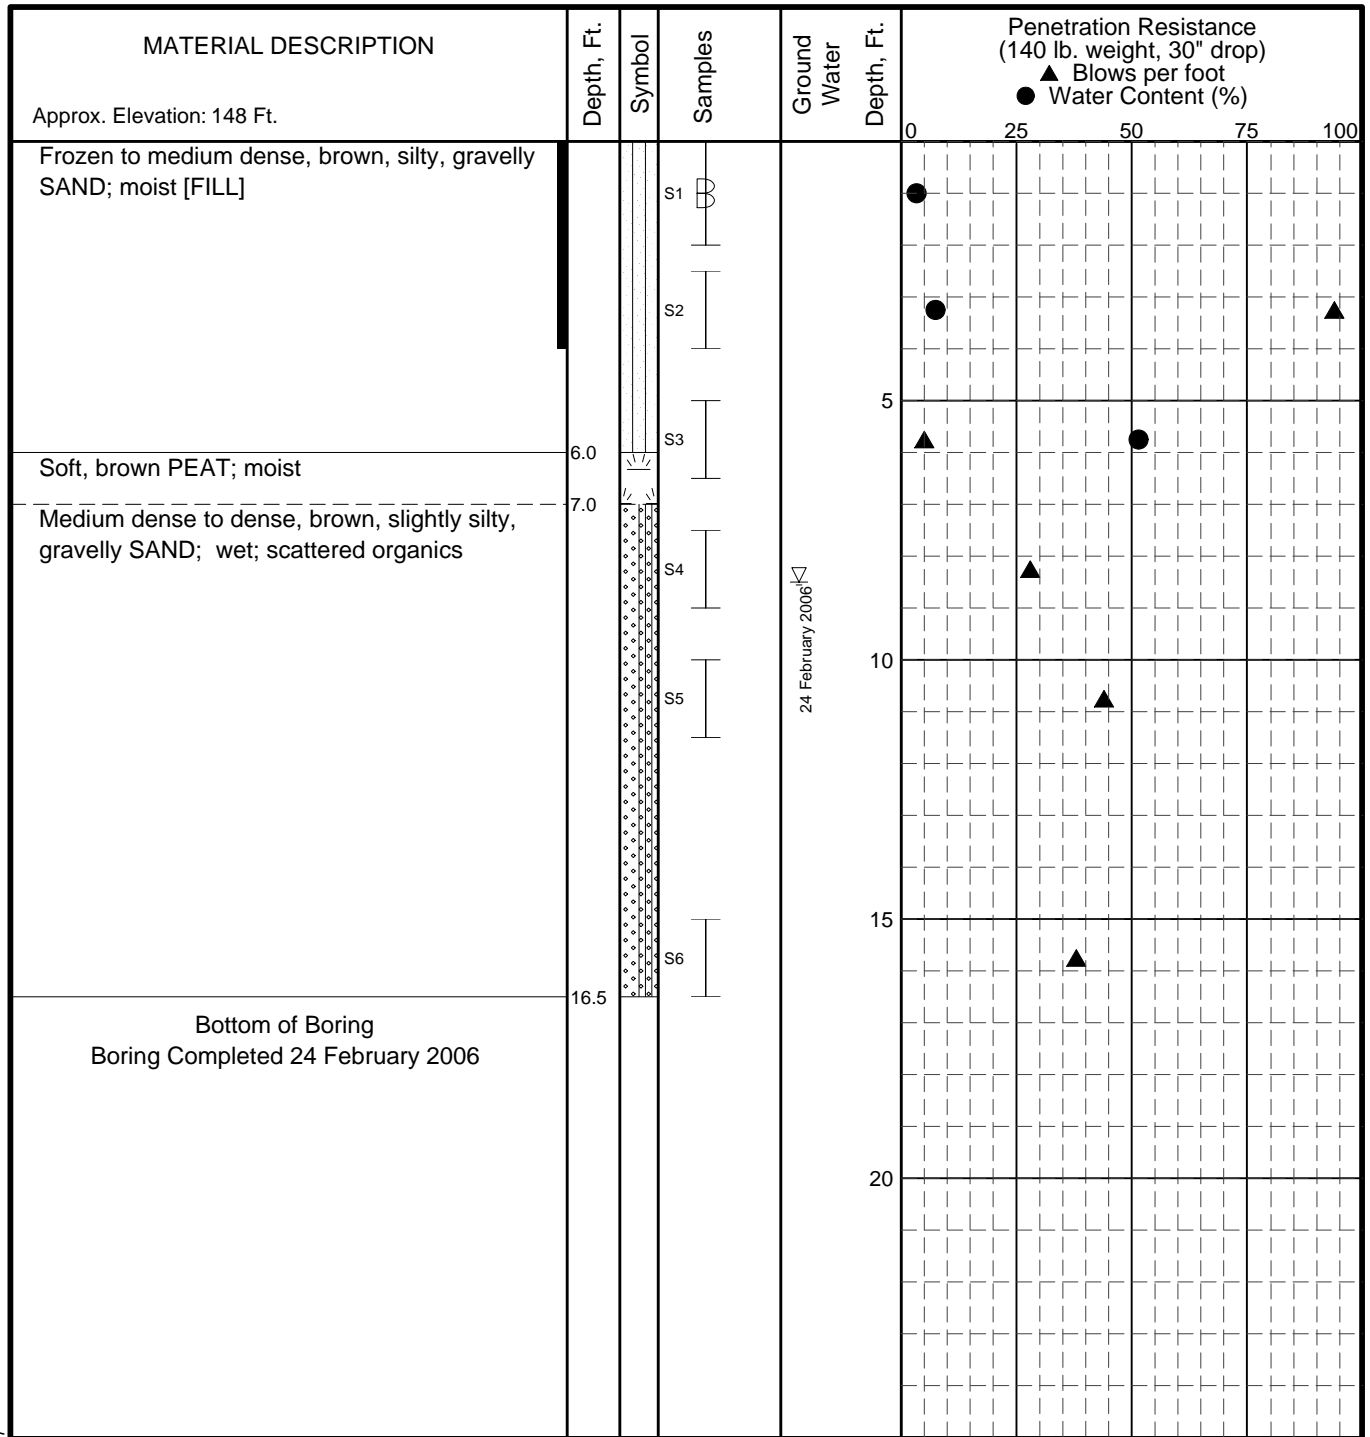 MATERIAL DESCRIPTION
Approx. Elevation: 148 Ft.
Depth, Ft.
Symbol
Samples
Ground
Water
Depth, Ft.
Penetration Resistance
(140 lb. weight, 30" drop)
▲ Blows per foot
● Water Content (%)
0 25 50 75 100
Frozen to medium dense, brown, silty, gravelly
SAND; moist [FILL]
S1
S2
5
S3
6.0
Soft, brown PEAT; moist
7.0
Medium dense to dense, brown, slightly silty,
gravelly SAND; wet; scattered organics
S4
24 February 2006
10
S5
15
S6
16.5
Bottom of Boring
Boring Completed 24 February 2006
20